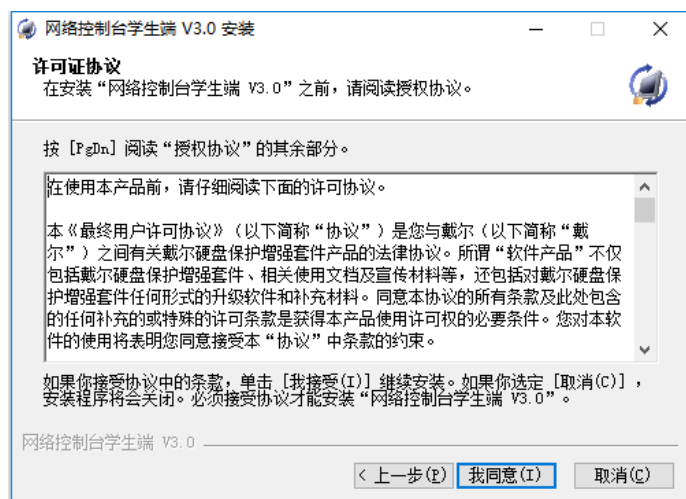 网络控制台学生端 V3.0 安装
许可证协议
在安装“网络控制台学生端 V3.0”之前，请阅读授权协议。
按 [PgDn] 阅读“授权协议”的其余部分。
在使用本产品前，请仔细阅读下面的许可协议。
本《最终用户许可协议》（以下简称“协议”）是您与戴尔（以下简称“戴
尔”）之间有关戴尔硬盘保护增强套件产品的法律协议。所谓“软件产品”不仅
包括戴尔硬盘保护增强套件、相关使用文档及宣传材料等，还包括对戴尔硬盘保
护增强套件任何形式的升级软件和补充材料。同意本协议的所有条款及此处包含
的任何补充的或特殊的许可条款是获得本产品使用许可权的必要条件。您对本软
件的使用将表明您同意接受本“协议”中条款的约束。
如果你接受协议中的条款，单击 [我接受(I)] 继续安装。如果你选定 [取消(C)] ，
安装程序将会关闭。必须接受协议才能安装“网络控制台学生端 V3.0”。
网络控制台学生端 V3.0
< 上一步(P) 我同意(I) 取消(C)